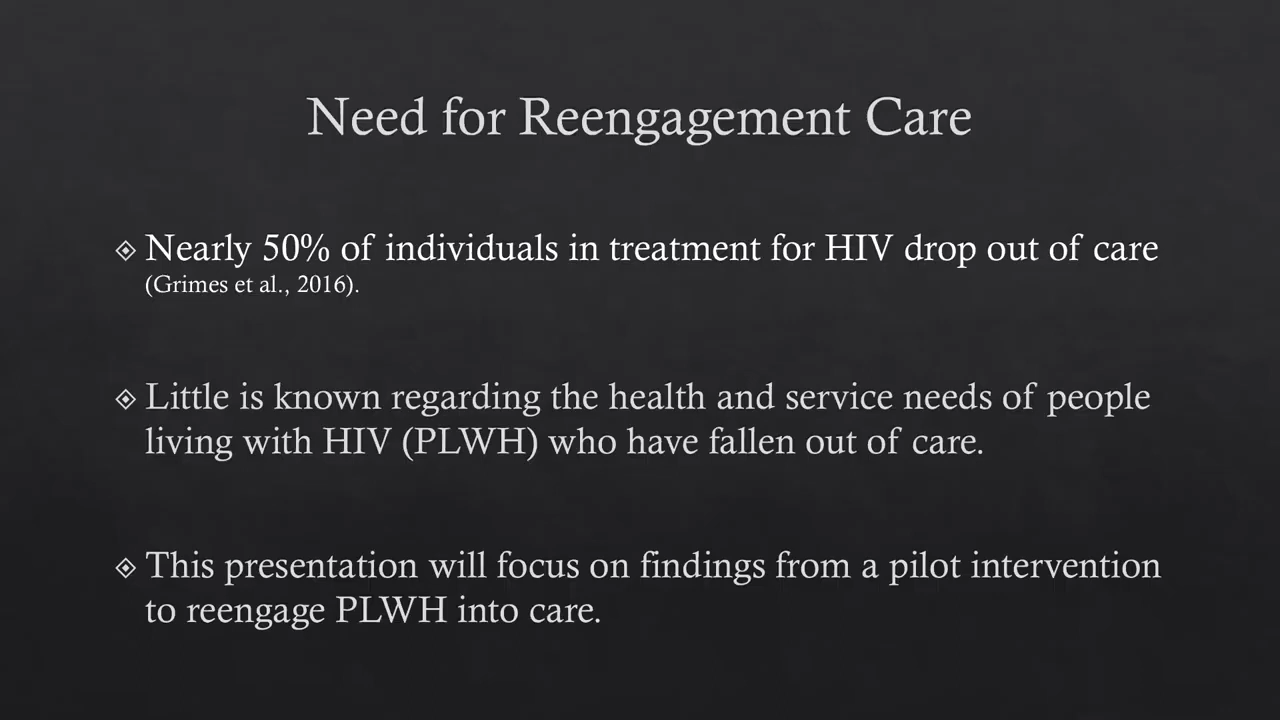 Need for Reengagement Care
Nearly 50% of individuals in treatment for HIV drop out of care
(Grimes et al., 2016).
Little is known regarding the health and service needs of people
living with HIV (PLWH) who have fallen out of care.
This presentation will focus on findings from a pilot intervention
to reengage PLWH into care.